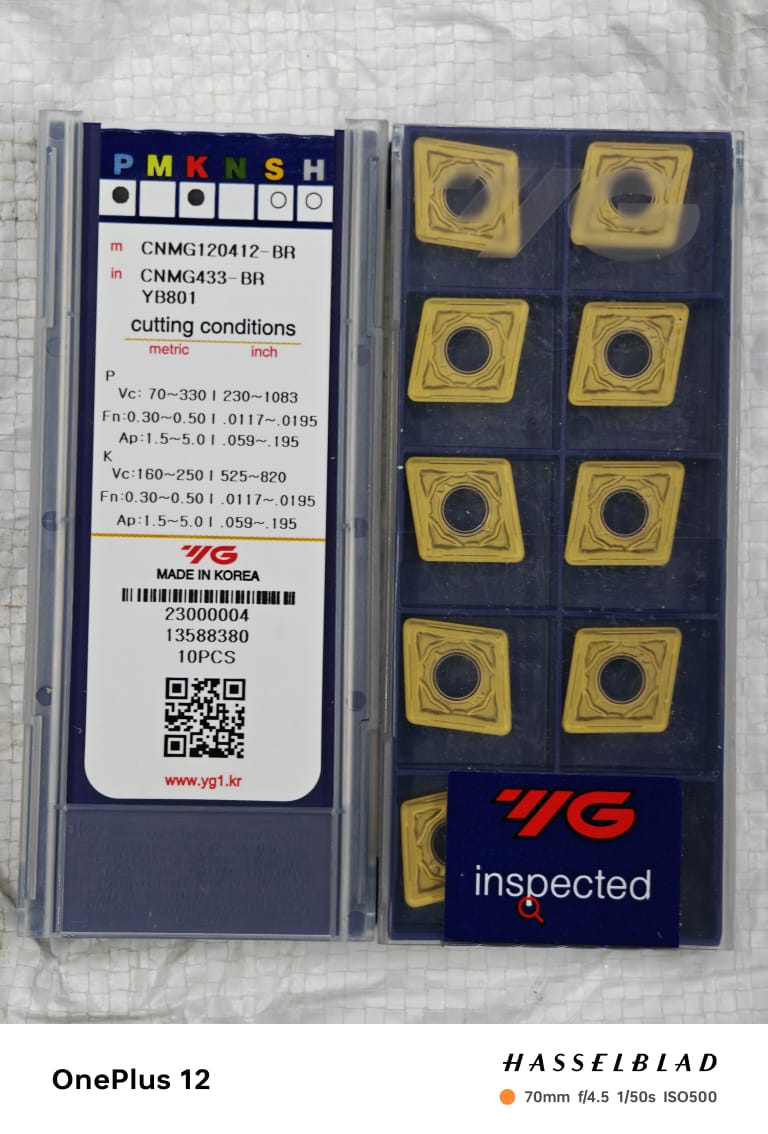 P M K N S H
m CNMG120412-BR
in CNMG433-BR
YB801
cutting conditions
metric inch
P
Vc: 70~330 | 230~1083
Fn:0.30~0.50 | .0117~.0195
Ap:1.5~5.0 | .059~.195
K
Vc:160~250 | 525~820
Fn:0.30~0.50 | .0117~.0195
Ap:1.5~5.0 | .059~.195
YG
MADE IN KOREA
23000004
13588380
10PCS
www.yg1.kr
YG
YG
inspected
OnePlus 12
HASSELBLAD
70mm f/4.5 1/50s ISO500